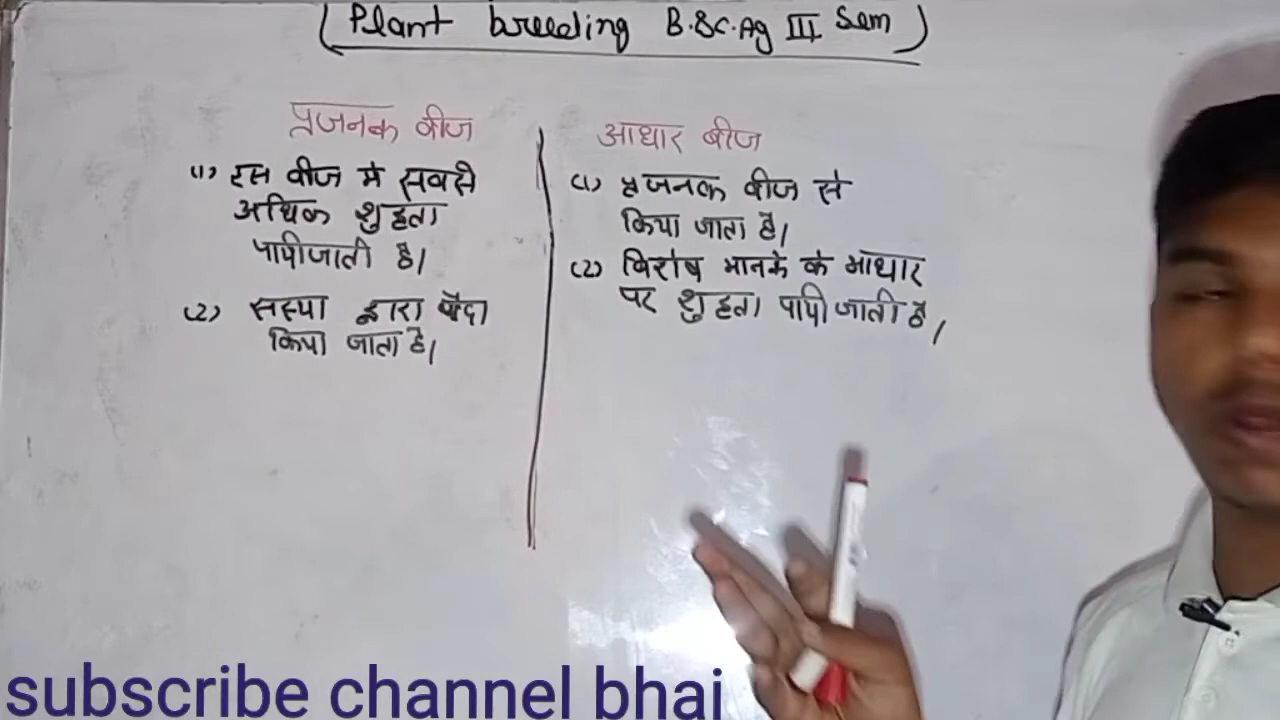 (Plant breeding B.Sc.Ag III Sem)
प्रजनक बीज
(1) इस बीज मे सबसे
अधिक शुद्धता
पायी जाती है।
(2) सस्था द्वारा पैदा
किया जाता है।
आधार बीज
(1) प्रजनक बीज से
किया जाता है।
(2) विशेष मानके के आधार
पर शुद्धता पायी जाती है।
subscribe channel bhai